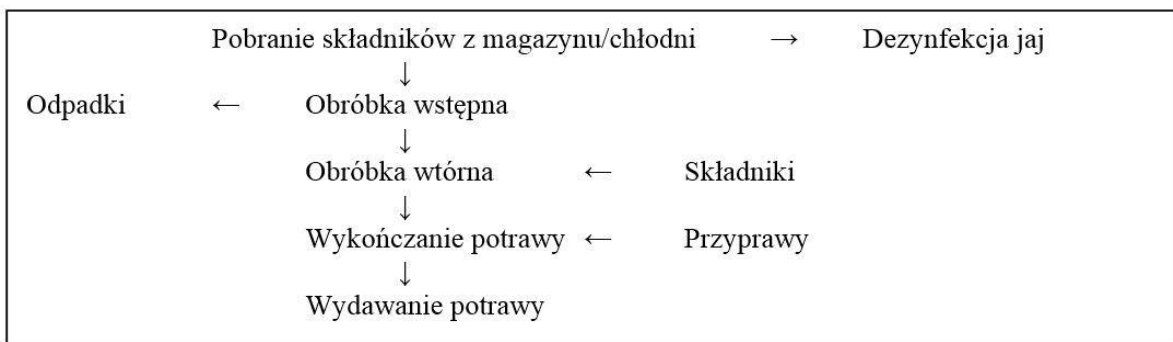 Pobranie składników z magazynu/chłodni → Dezynfekcja jaj
↓
Odpadki ← Obróbka wstępna
↓
Obróbka wtórna ← Składniki
↓
Wykończanie potrawy ← Przyprawy
↓
Wydawanie potrawy